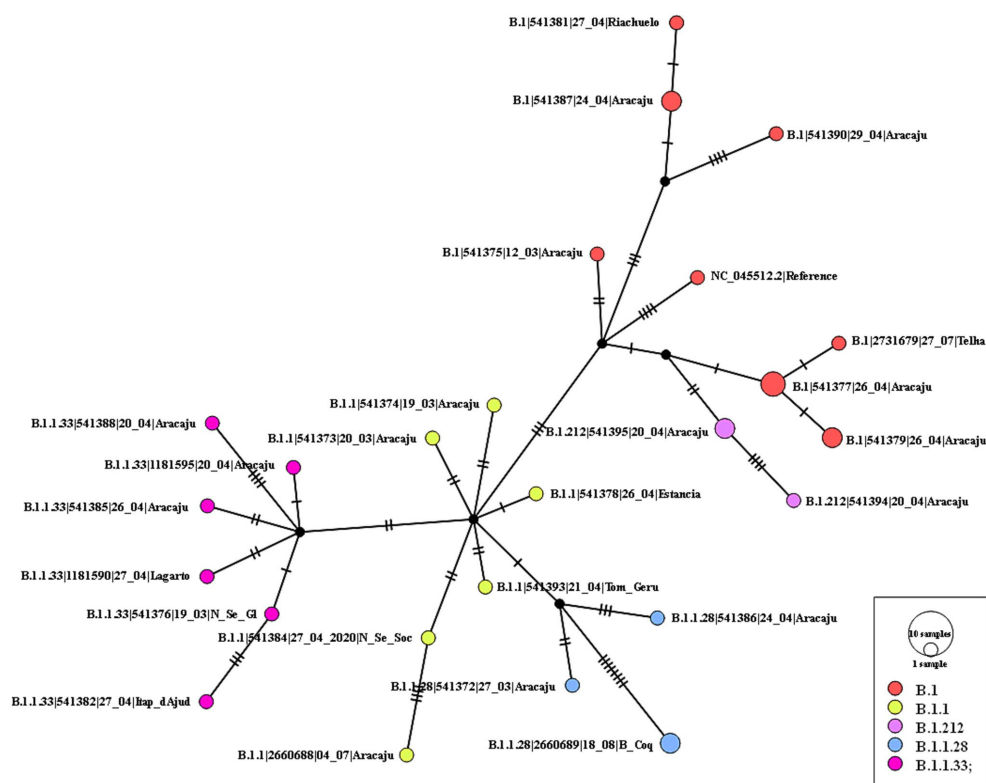 B.1|541381|27_04|Riachuelo
B.1|541387|24_04|Aracaju
B.1|541390|29_04|Aracaju
B.1|541375|12_03|Aracaju
NC_045512.2|Reference
B.1|2731679|27_07|Telha
B.1|541377|26_04|Aracaju
B.1.1|541374|19_03|Aracaju
B.1.1.33|541388|20_04|Aracaju
B.1.212|541395|20_04|Aracaju
B.1|541379|26_04|Aracaju
B.1.1|541373|20_03|Aracaju
B.1.1.33|1181595|20_04|Aracaju
B.1.1|541378|26_04|Estancia
B.1.212|541394|20_04|Aracaju
B.1.1.33|541385|26_04|Aracaju
B.1.1.33|1181590|27_04|Lagarto
B.1.1|541393|21_04|Tom_Geru
B.1.1.33|541376|19_03|N_Se_Gl
B.1.1.28|541386|24_04|Aracaju
B.1.1|541384|27_04_2020|N_Se_Soc
B.1.1.28|541372|27_03|Aracaju
B.1.1.33|541382|27_04|Itap_dAjud
B.1.1.28|2660689|18_08|B_Coq
B.1.1|2660688|04_07|Aracaju
10 samples
1 sample
B.1
B.1.1
B.1.212
B.1.1.28
B.1.1.33;